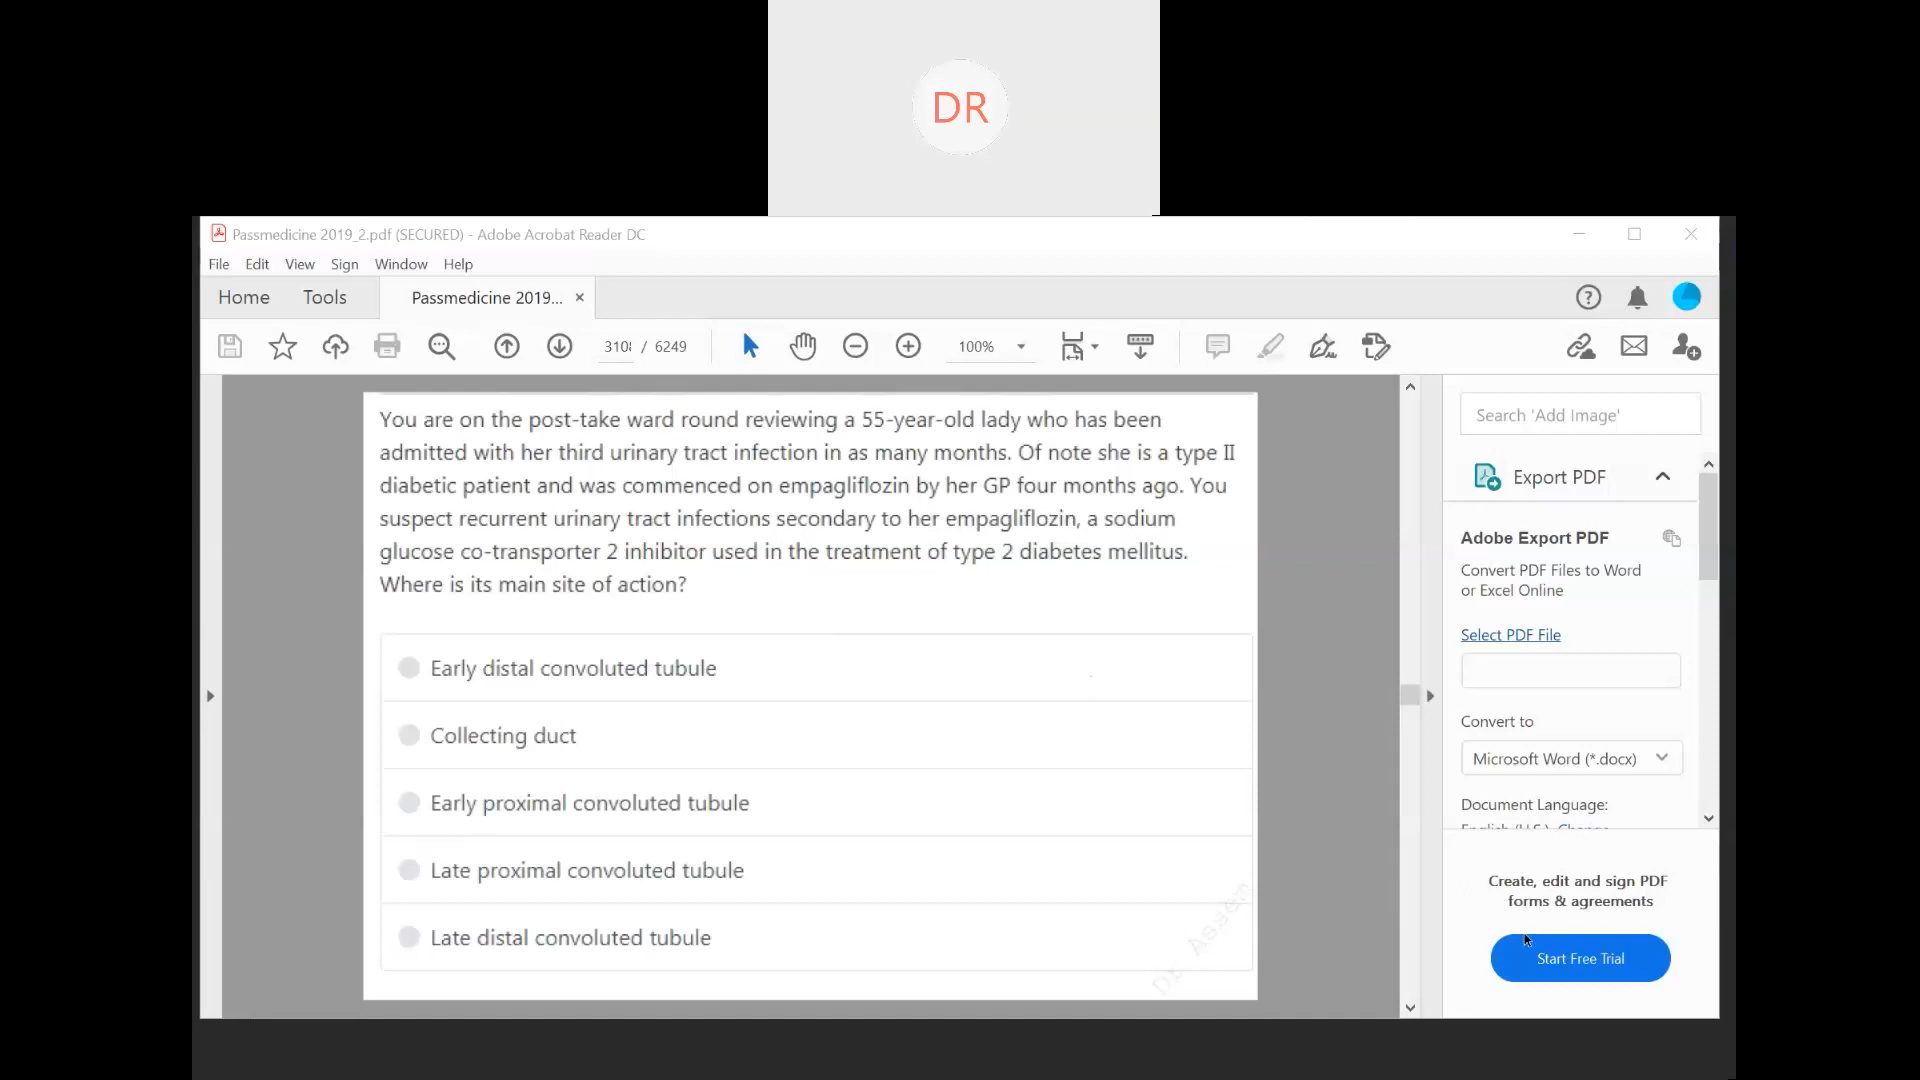 DR
Passmedicine 2019_2.pdf (SECURED) - Adobe Acrobat Reader DC
File Edit View Sign Window Help
Home Tools Passmedicine 2019... ×
3108 / 6249 100%
You are on the post-take ward round reviewing a 55-year-old lady who has been
admitted with her third urinary tract infection in as many months. Of note she is a type II
diabetic patient and was commenced on empagliflozin by her GP four months ago. You
suspect recurrent urinary tract infections secondary to her empagliflozin, a sodium
glucose co-transporter 2 inhibitor used in the treatment of type 2 diabetes mellitus.
Where is its main site of action?
Early distal convoluted tubule
Collecting duct
Early proximal convoluted tubule
Late proximal convoluted tubule
Late distal convoluted tubule
Dr Assem
Search 'Add Image'
Export PDF
Adobe Export PDF
Convert PDF Files to Word
or Excel Online
Select PDF File
Convert to
Microsoft Word (*.docx)
Document Language:
English (U.S.) Change
Create, edit and sign PDF
forms & agreements
Start Free Trial